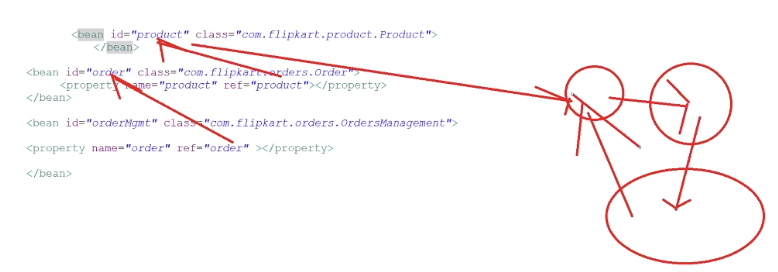 <bean id="product" class="com.flipkart.product.Product">
</bean>
<bean id="order" class="com.flipkart.orders.Order">
<property name="product" ref="product"></property>
</bean>
<bean id="orderMgmt" class="com.flipkart.orders.OrdersManagement">
<property name="order" ref="order" ></property>
</bean>